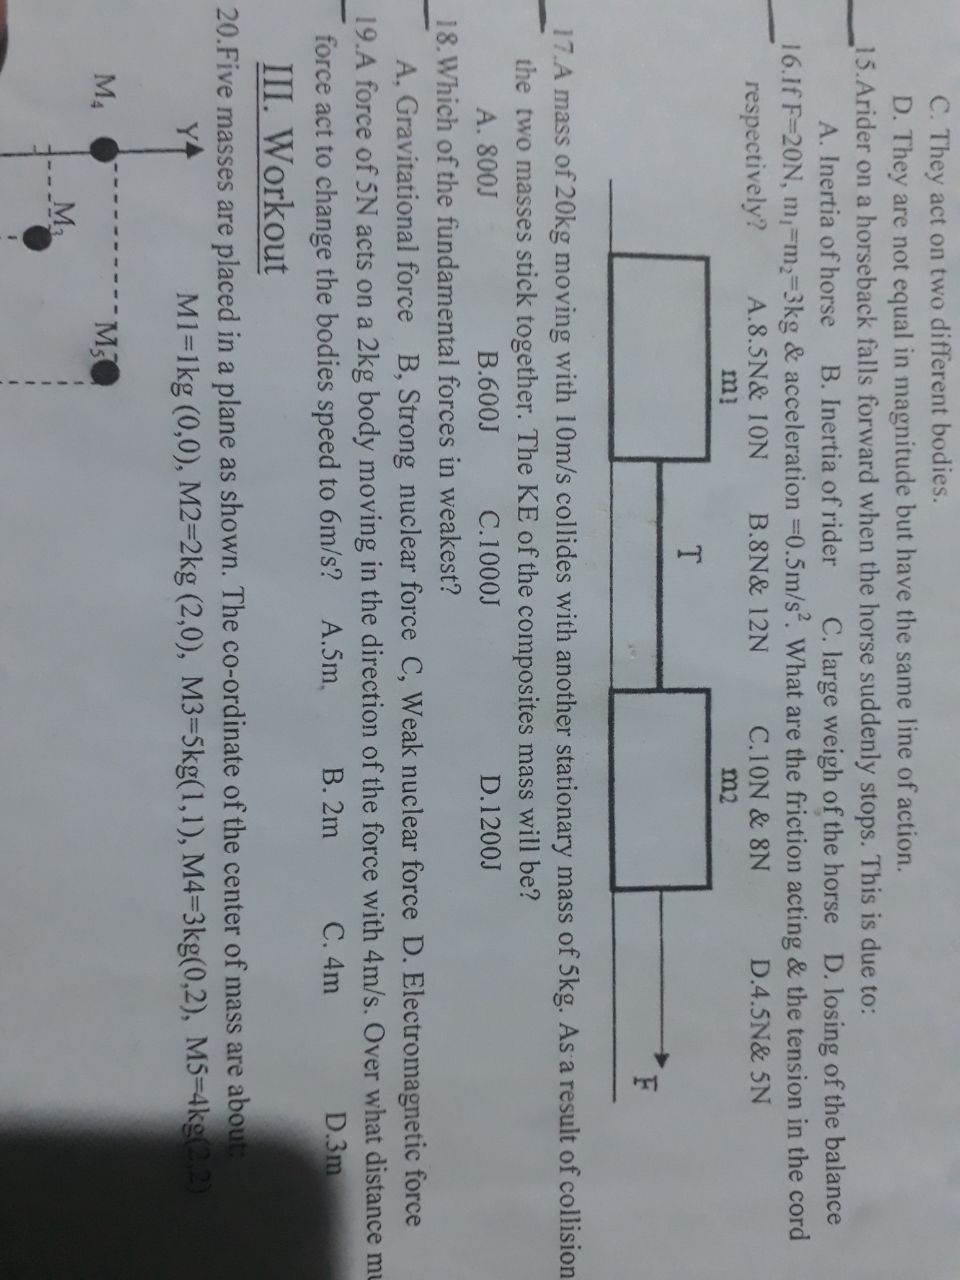 C. They act on two different bodies.
D. They are not equal in magnitude but have the same line of action.
15.Arider on a horseback falls forward when the horse suddenly stops. This is due to:
A. Inertia of horse B. Inertia of rider C. large weigh of the horse D. losing of the balance
16.If F=20N, m₁=m₂=3kg & acceleration =0.5m/s². What are the friction acting & the tension in the cord
respectively? A.8.5N& 10N B.8N& 12N C.10N & 8N D.4.5N& 5N
m1 m2
T
F
17.A mass of 20kg moving with 10m/s collides with another stationary mass of 5kg. As a result of collision
the two masses stick together. The KE of the composites mass will be?
A. 800J B.600J C.1000J D.1200J
18.Which of the fundamental forces in weakest?
A, Gravitational force B, Strong nuclear force C, Weak nuclear force D. Electromagnetic force
19.A force of 5N acts on a 2kg body moving in the direction of the force with 4m/s. Over what distance mu
force act to change the bodies speed to 6m/s? A.5m B. 2m C. 4m D.3m
III. Workout
20.Five masses are placed in a plane as shown. The co-ordinate of the center of mass are about:
M1=1kg (0,0), M2=2kg (2,0), M3=5kg(1,1), M4=3kg(0,2), M5=4kg(2.2)
Y
M₄ M₅
M₃